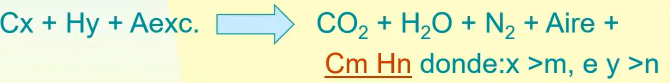 Cx + Hy + Aexc. CO₂ + H₂O + N₂ + Aire +
Cm Hn donde:x >m, e y >n